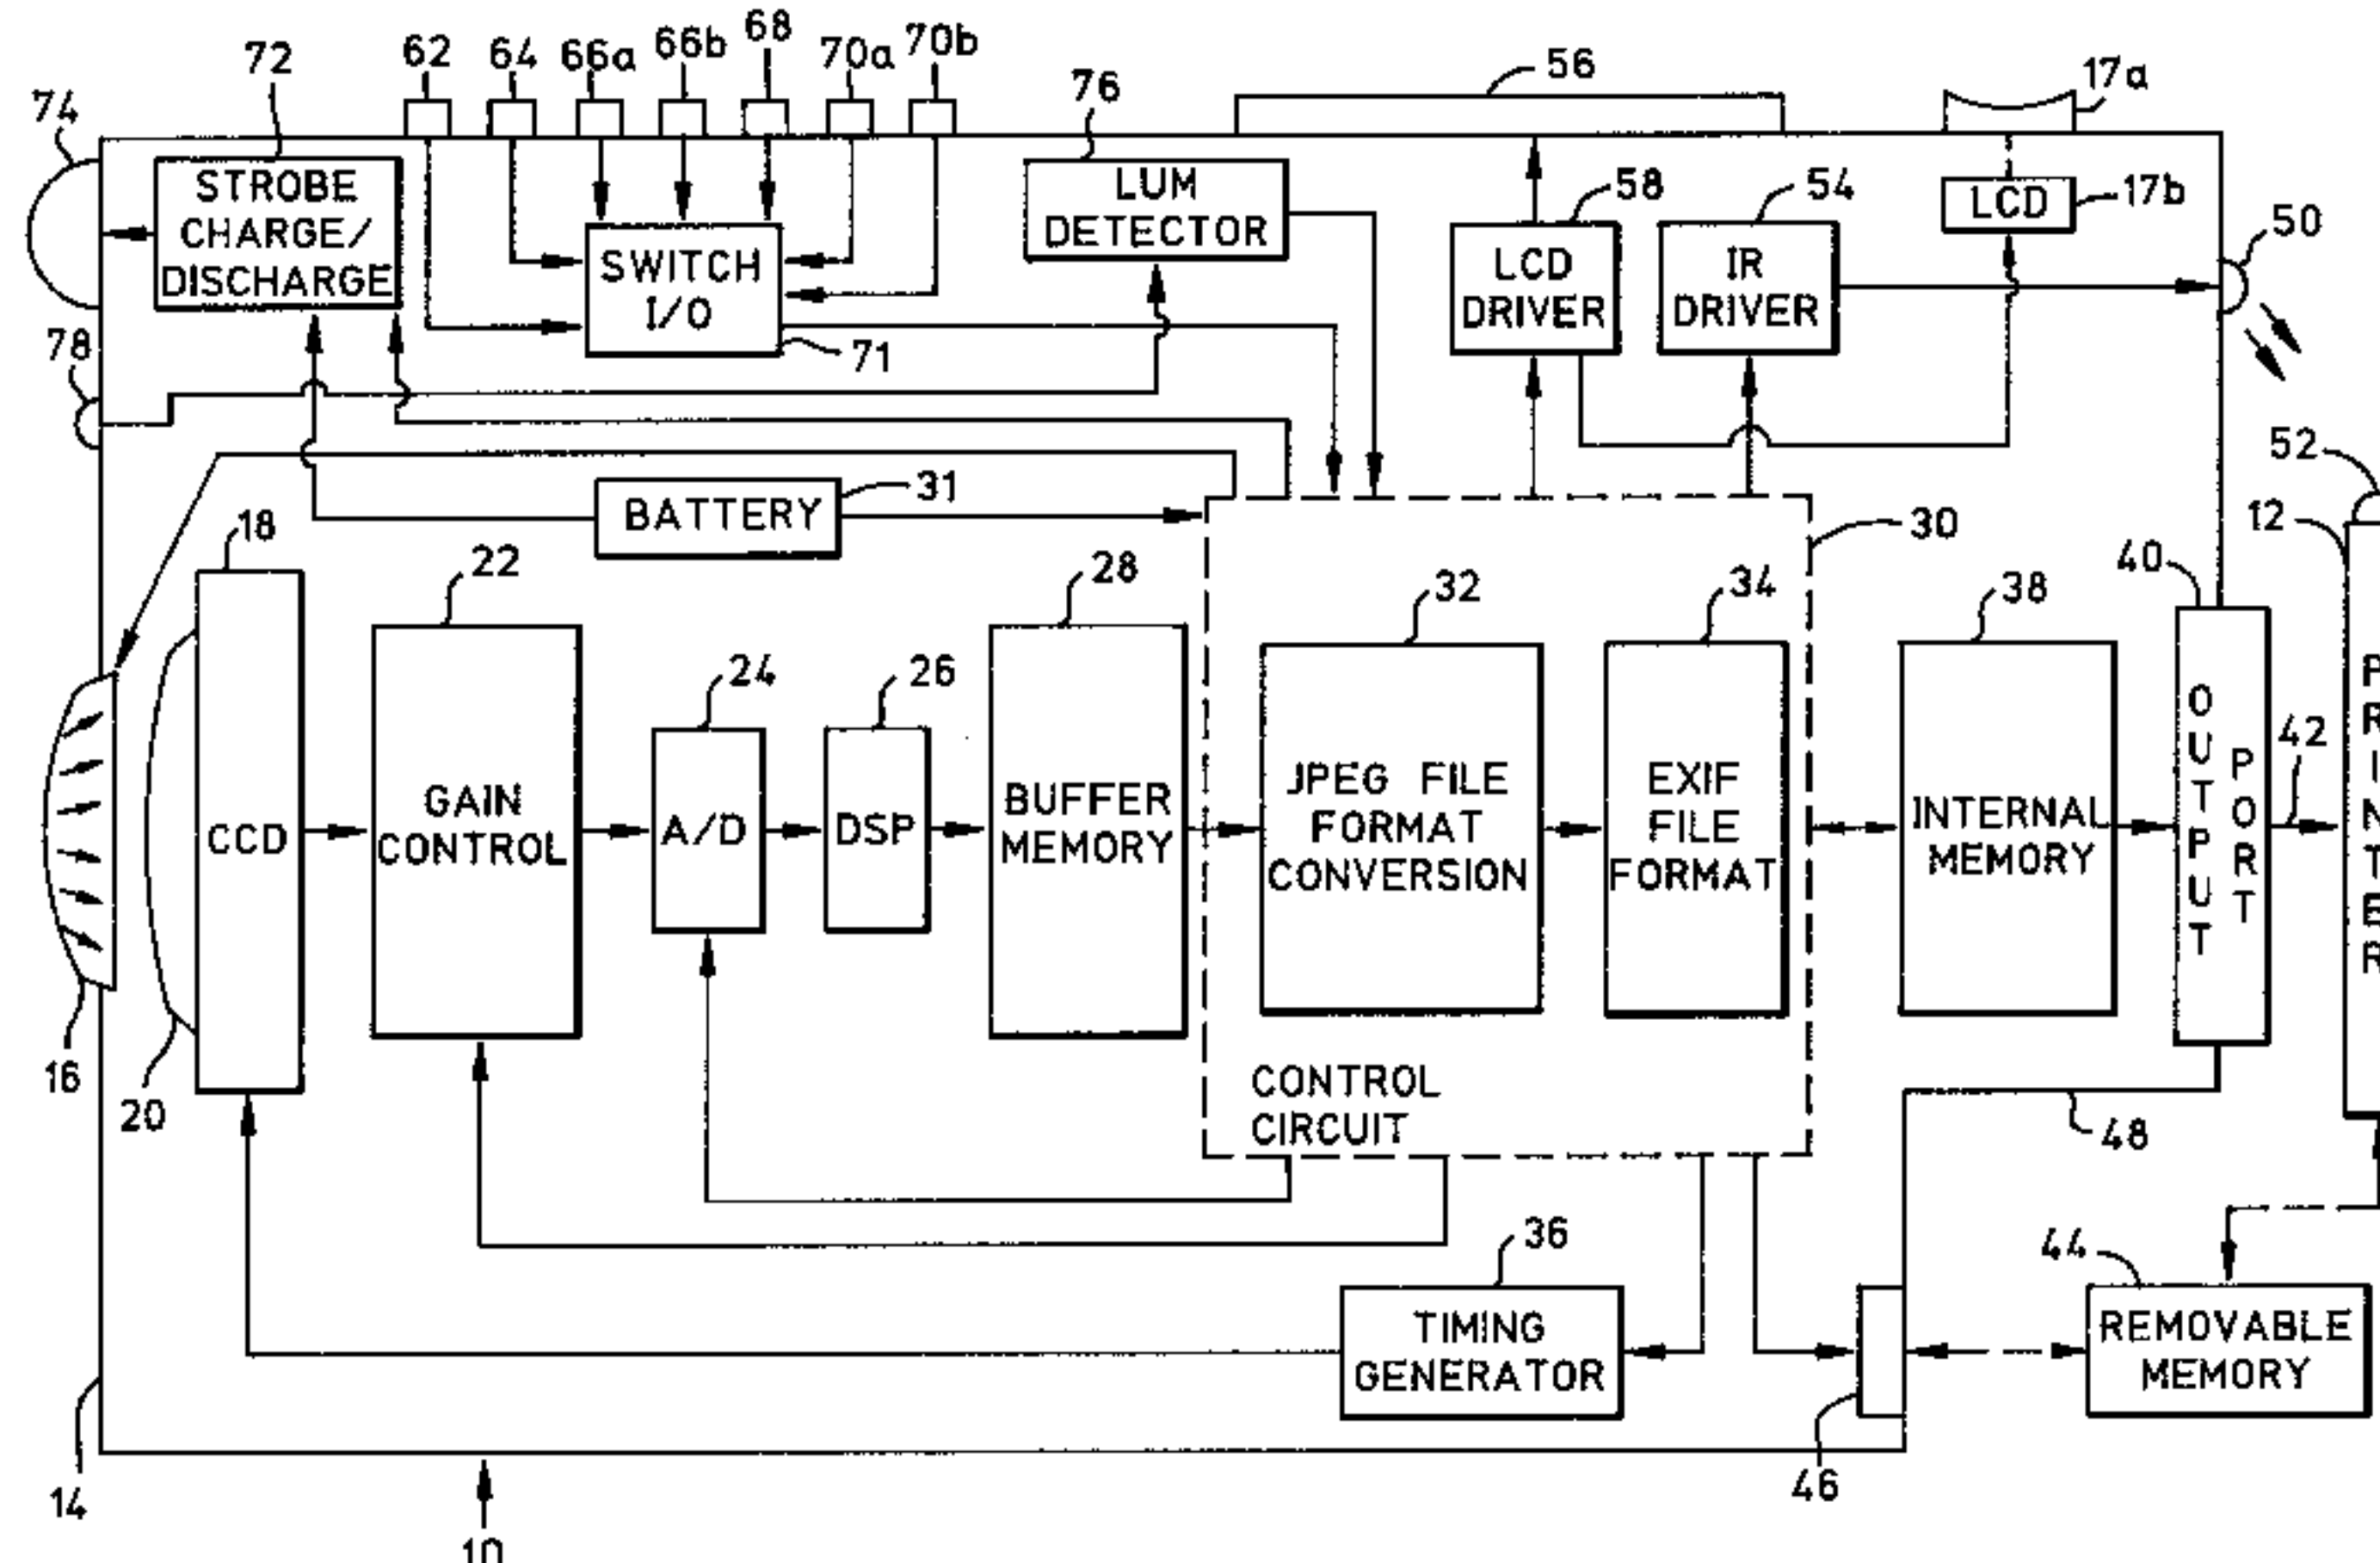 62
64
66a
66b
68
70a
70b
72
74
76
56
17a
STROBE
CHARGE/
DISCHARGE
SWITCH
I/O
71
LUM
DETECTOR
58
LCD
DRIVER
54
IR
DRIVER
LCD
17b
50
78
BATTERY
31
52
12
30
18
22
24
26
28
32
34
38
40
CCD
GAIN
CONTROL
A/D
DSP
BUFFER
MEMORY
JPEG FILE
FORMAT
CONVERSION
EXIF
FILE
FORMAT
INTERNAL
MEMORY
OUTPUT
PORT
42
PRINTER
16
20
CONTROL
CIRCUIT
48
36
TIMING
GENERATOR
44
REMOVABLE
MEMORY
46
14
10